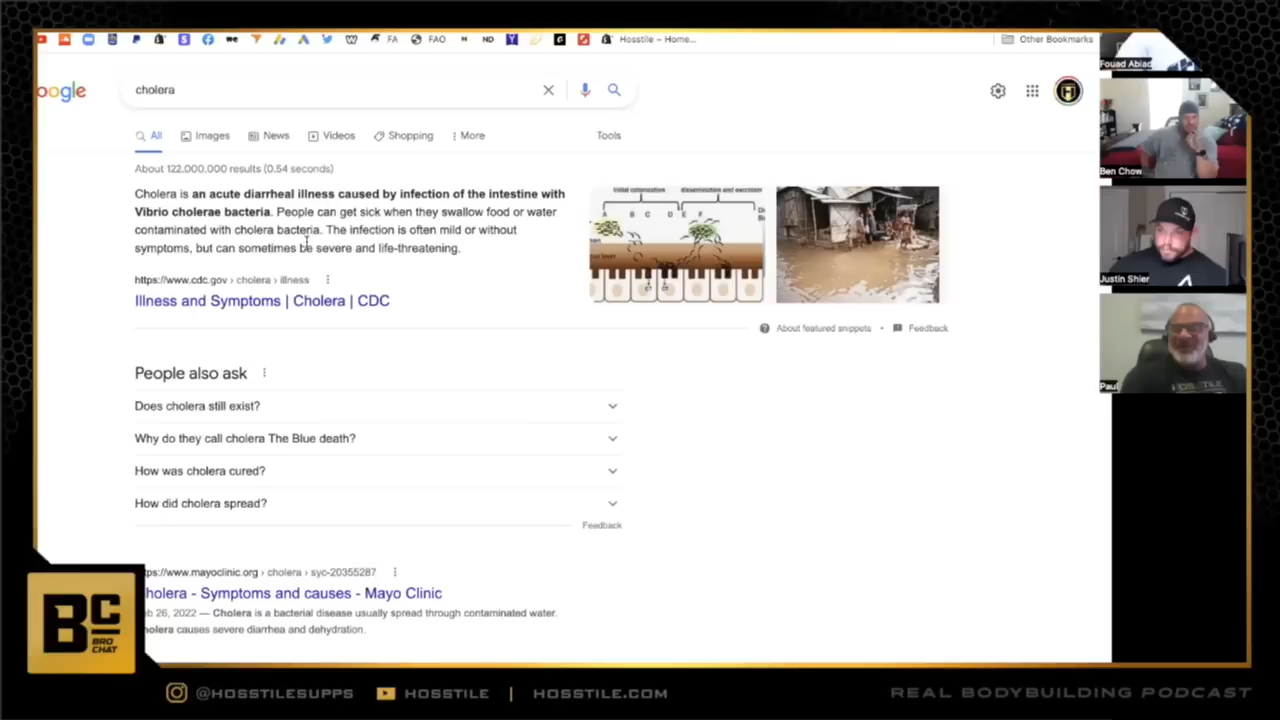 FA
FAO
ND
Hosstile – Home...
Other Bookmarks
oogle
cholera
All
Images
News
Videos
Shopping
More
Tools
About 122,000,000 results (0.54 seconds)
Cholera is an acute diarrheal illness caused by infection of the intestine with
Vibrio cholerae bacteria. People can get sick when they swallow food or water
contaminated with cholera bacteria. The infection is often mild or without
symptoms, but can sometimes be severe and life-threatening.
Initial colonization
dissemination and excretion
A B C D E F
https://www.cdc.gov › cholera › illness
Illness and Symptoms | Cholera | CDC
About featured snippets • Feedback
People also ask
Does cholera still exist?
Why do they call cholera The Blue death?
How was cholera cured?
How did cholera spread?
Feedback
ps://www.mayoclinic.org › cholera › syc-20355287
holera - Symptoms and causes - Mayo Clinic
b 26, 2022 — Cholera is a bacterial disease usually spread through contaminated water.
holera causes severe diarrhea and dehydration.
Fouad Abiad
Ben Chow
Justin Shier
Paul
BC
BRO
CHAT
@HOSSTILESUPPS
HOSSTILE
|
HOSSTILE.COM
REAL BODYBUILDING PODCAST